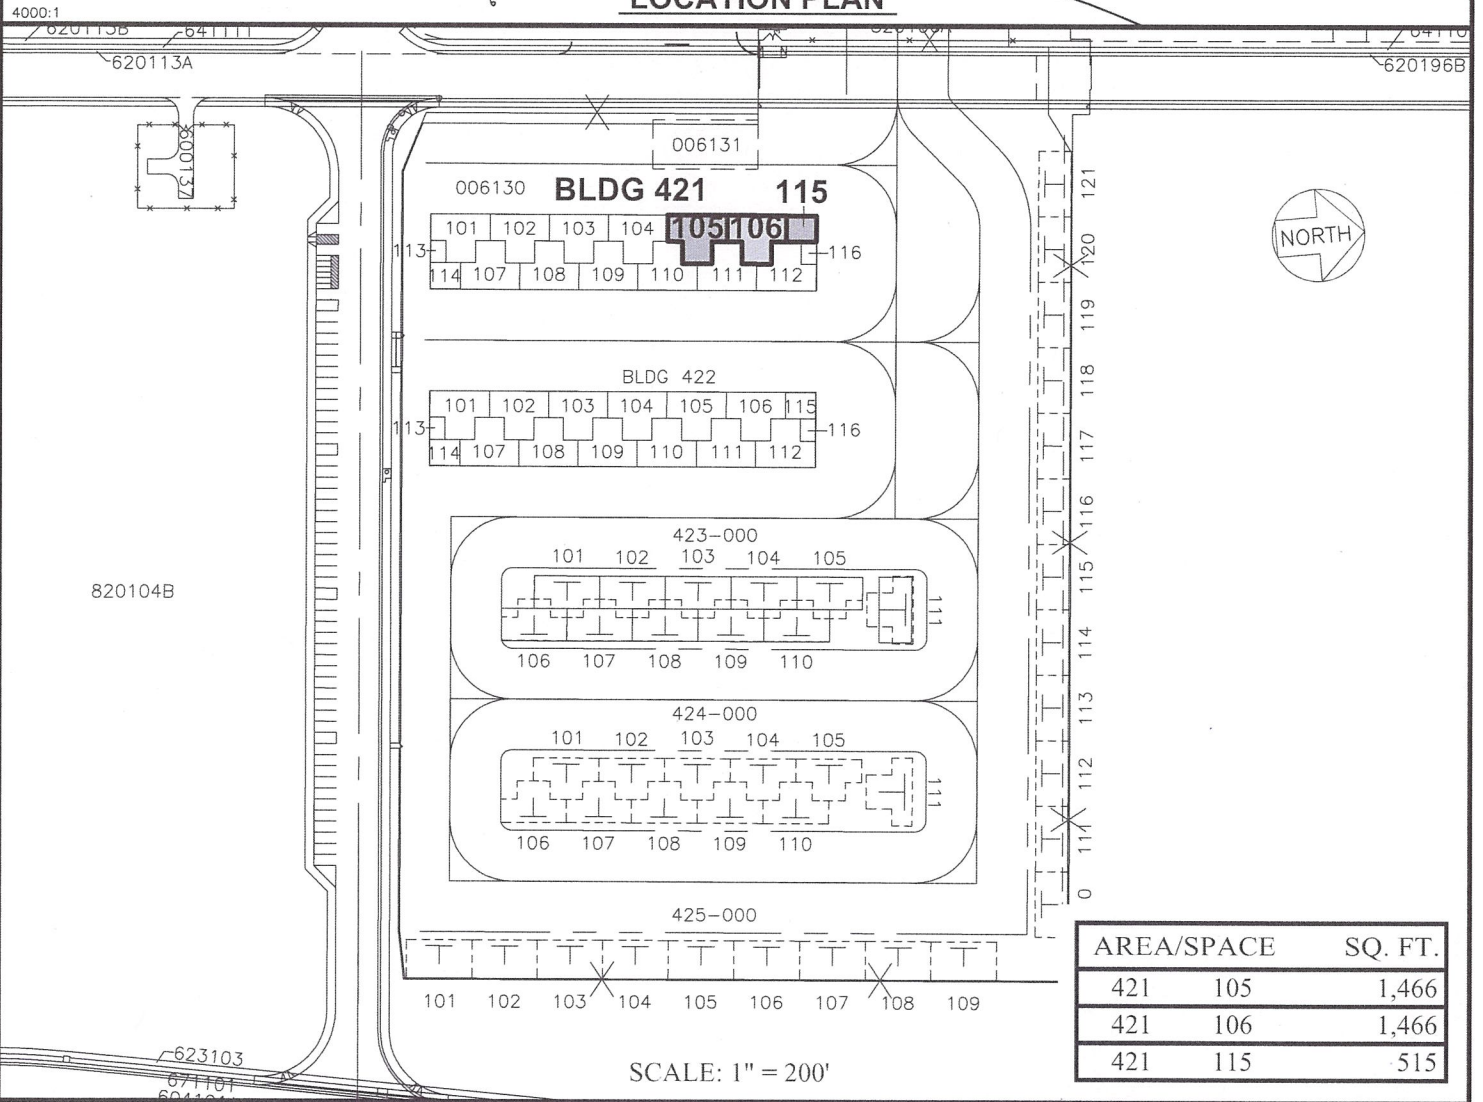 LOCATION PLAN
4000:1
620113B
641111
620113A
620196B
600137
006131
006130
BLDG 421
115
101 102 103 104 105 106
113
116
114 107 108 109 110 111 112
NORTH
BLDG 422
101 102 103 104 105 106 115
113
116
114 107 108 109 110 111 112
820104B
423-000
101 102 103 104 105
111
106 107 108 109 110
424-000
101 102 103 104 105
111
106 107 108 109 110
425-000
101 102 103 104 105 106 107 108 109
121
120
119
118
117
116
115
114
113
112
111
0
AREA/SPACE SQ. FT.
421 105 1,466
421 106 1,466
421 115 515
623103
671101
SCALE: 1" = 200'